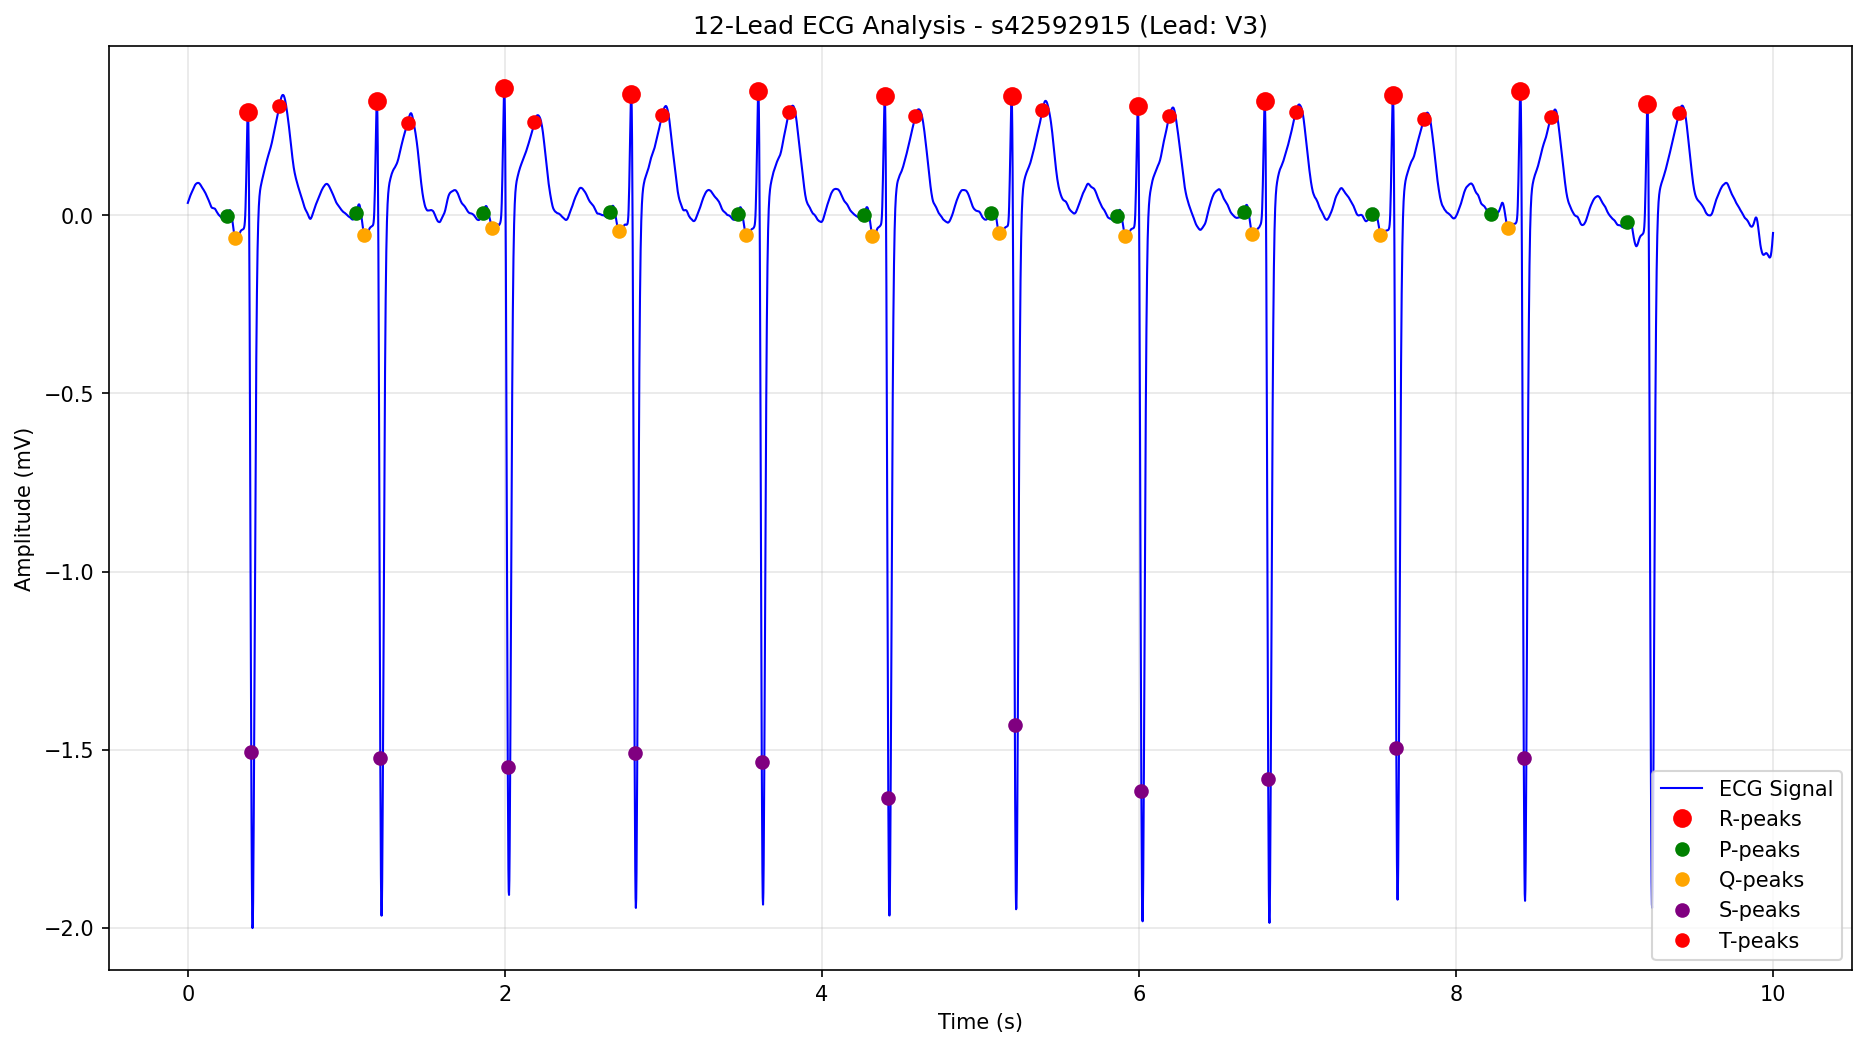 12-Lead ECG Analysis - s42592915 (Lead: V3)
0.0
−0.5
−1.0
−1.5
−2.0
Amplitude (mV)
0 2 4 6 8 10
Time (s)
ECG Signal
R-peaks
P-peaks
Q-peaks
S-peaks
T-peaks